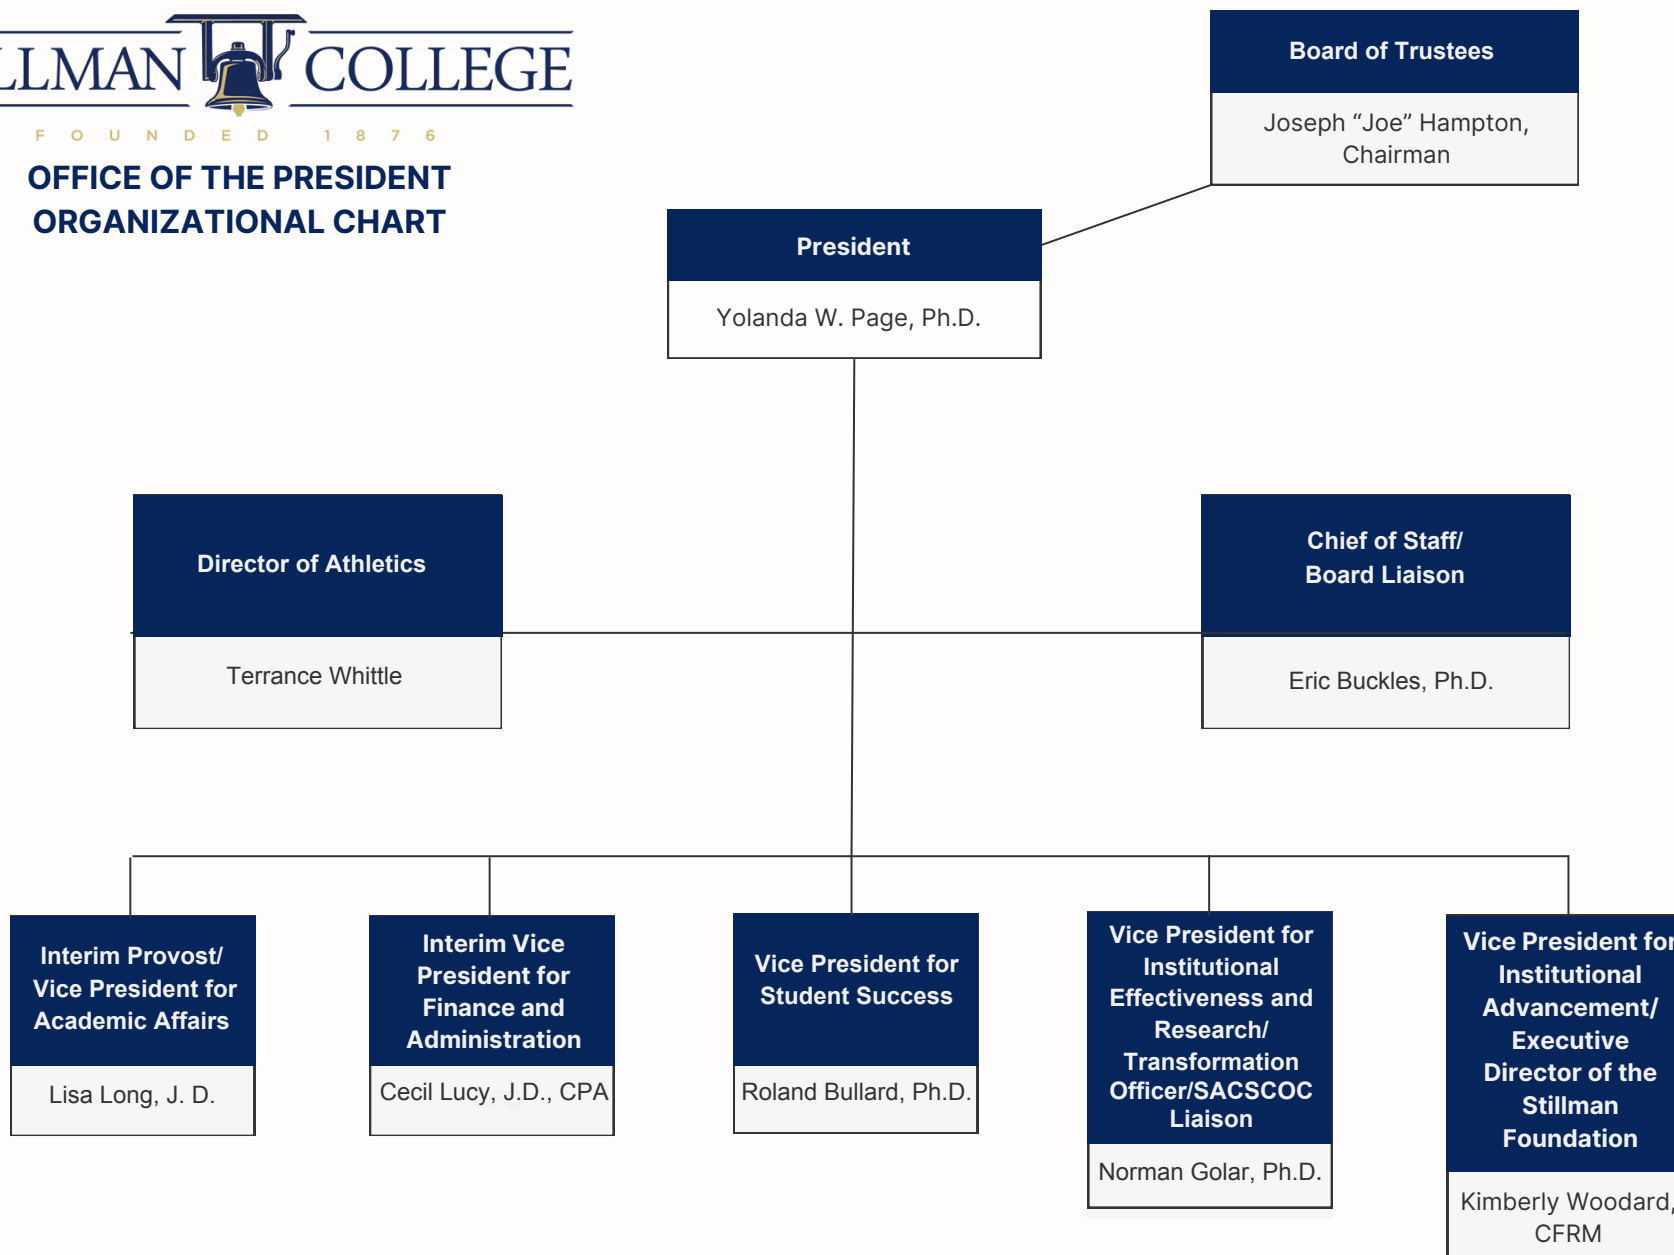 LLMAN COLLEGE
FOUNDED 1876
OFFICE OF THE PRESIDENT
ORGANIZATIONAL CHART
Board of Trustees
Joseph “Joe” Hampton,
Chairman
President
Yolanda W. Page, Ph.D.
Director of Athletics
Terrance Whittle
Chief of Staff/
Board Liaison
Eric Buckles, Ph.D.
Interim Provost/
Vice President for
Academic Affairs
Lisa Long, J. D.
Interim Vice
President for
Finance and
Administration
Cecil Lucy, J.D., CPA
Vice President for
Student Success
Roland Bullard, Ph.D.
Vice President for
Institutional
Effectiveness and
Research/
Transformation
Officer/SACSCOC
Liaison
Norman Golar, Ph.D.
Vice President for
Institutional
Advancement/
Executive
Director of the
Stillman
Foundation
Kimberly Woodard,
CFRM